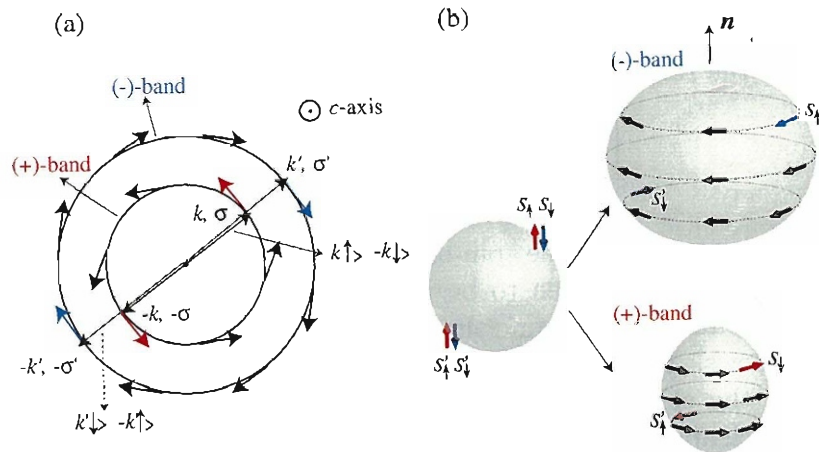 (a)
(-)-band
c-axis
(+)-band
k', σ'
k, σ
k↑> -k↓>
-k, -σ
-k', -σ'
k'↓> -k'↑>
(b)
n
(-)-band
S↑
S'↓
S↑ S↓
S'↑ S'↓
(+)-band
S↓
S'↑